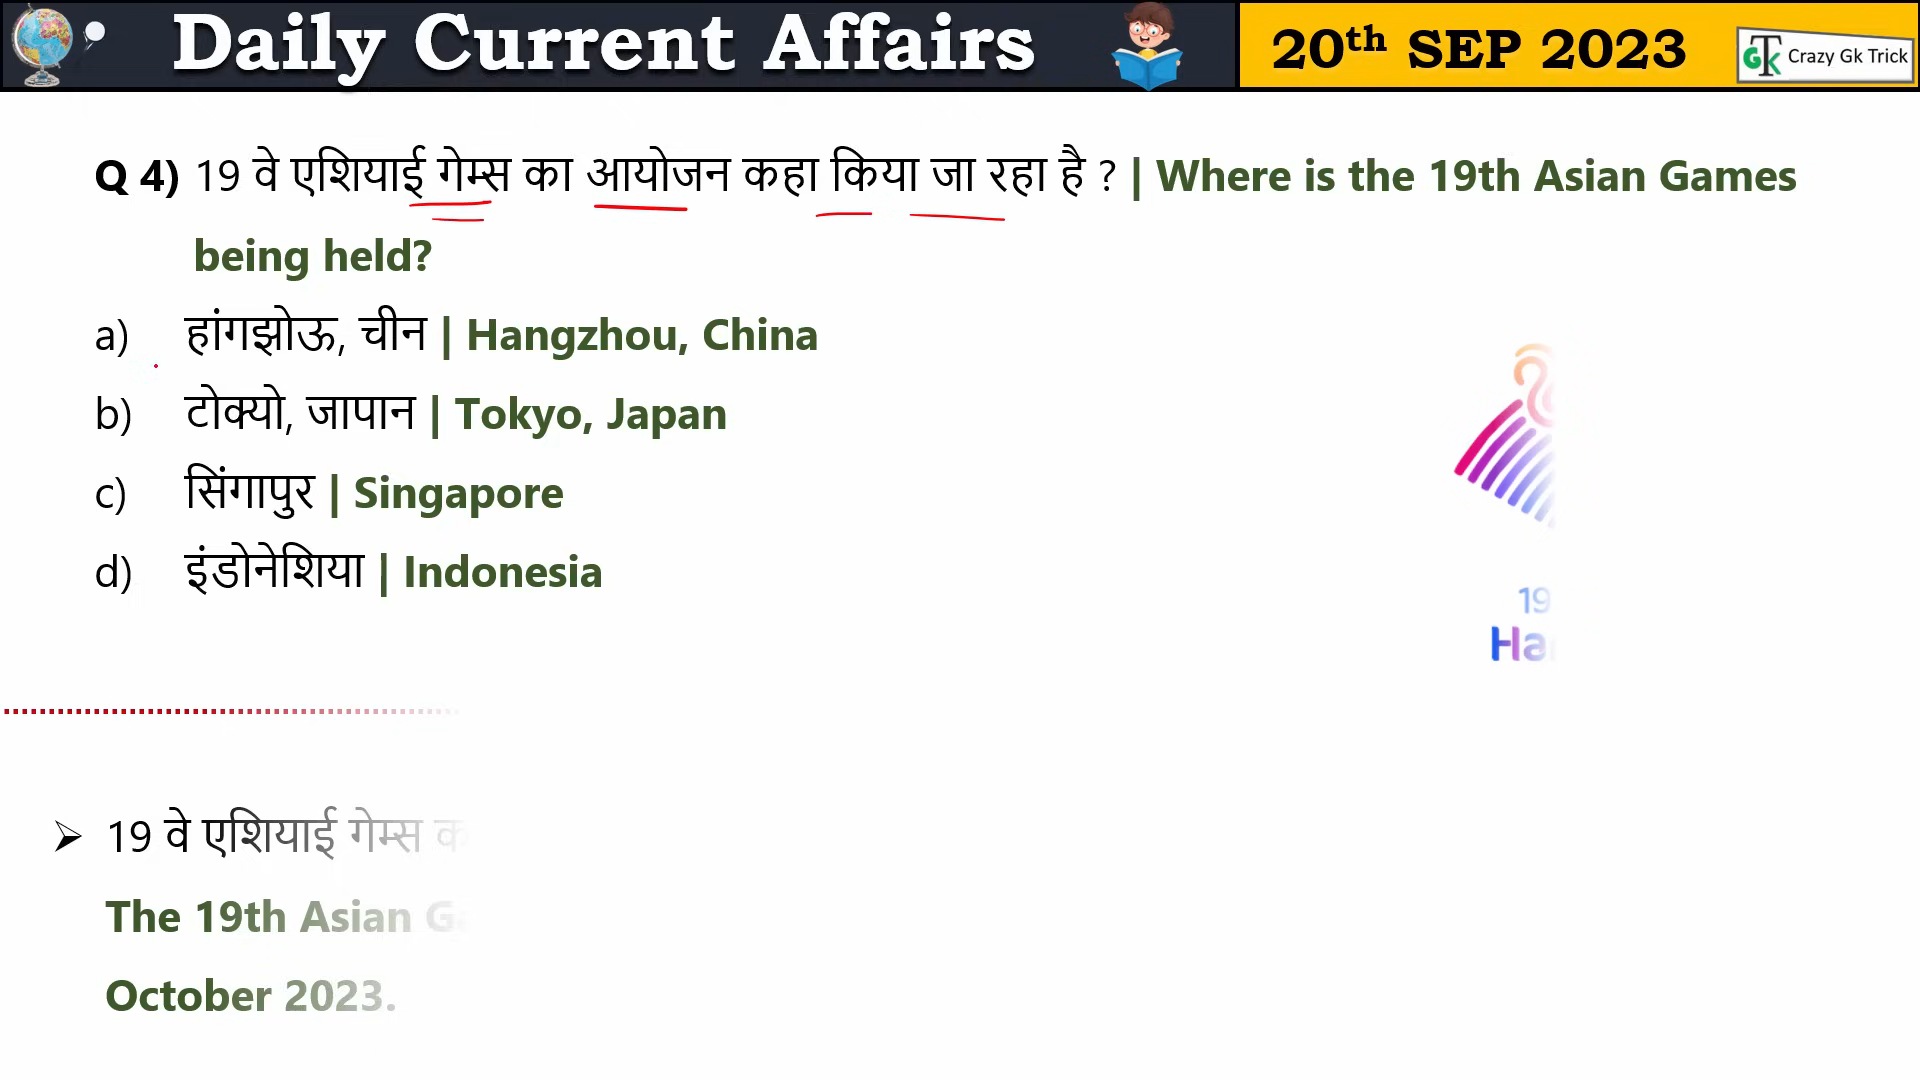 Daily Current Affairs
20th SEP 2023
GTK Crazy Gk Trick
Q 4) 19 वे एशियाई गेम्स का आयोजन कहा किया जा रहा है ? | Where is the 19th Asian Games
being held?
a) हांगझोऊ, चीन | Hangzhou, China
b) टोक्यो, जापान | Tokyo, Japan
c) सिंगापुर | Singapore
d) इंडोनेशिया | Indonesia
19
Ha
19 वे एशियाई गेम्स क
The 19th Asian G
October 2023.